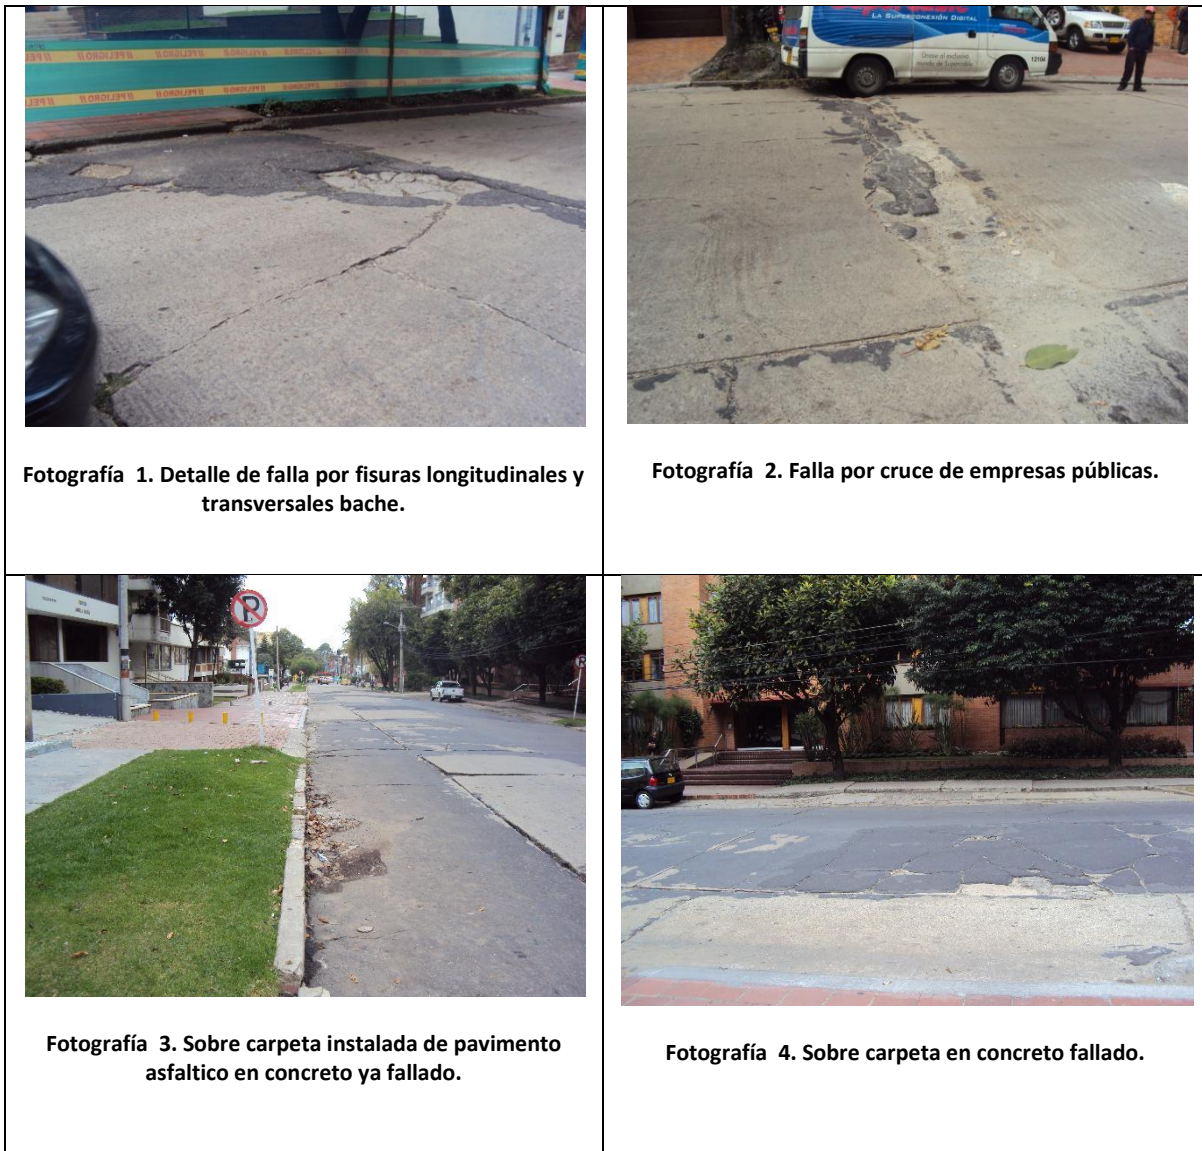 LA SUPERCONEXIÓN DIGITAL
12104
Fotografía 1. Detalle de falla por fisuras longitudinales y
transversales bache.
Fotografía 2. Falla por cruce de empresas públicas.
P
Fotografía 3. Sobre carpeta instalada de pavimento
asfaltico en concreto ya fallado.
Fotografía 4. Sobre carpeta en concreto fallado.